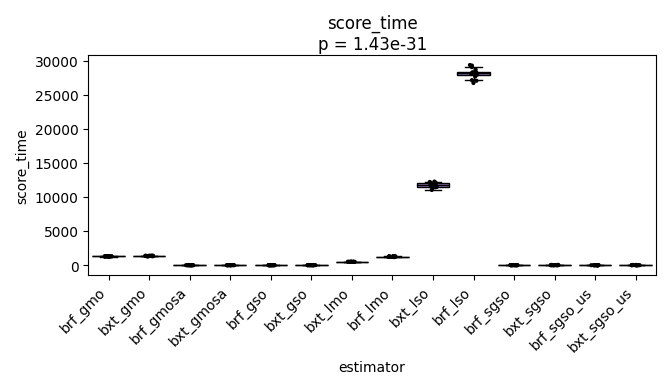 score_time
p = 1.43e-31
score_time
30000
25000
20000
15000
10000
5000
0
brf_gmo
bxt_gmo
brf_gmosa
bxt_gmosa
brf_gso
bxt_gso
bxt_lmo
brf_lmo
bxt_lso
brf_lso
brf_sgso
bxt_sgso
brf_sgso_us
bxt_sgso_us
estimator